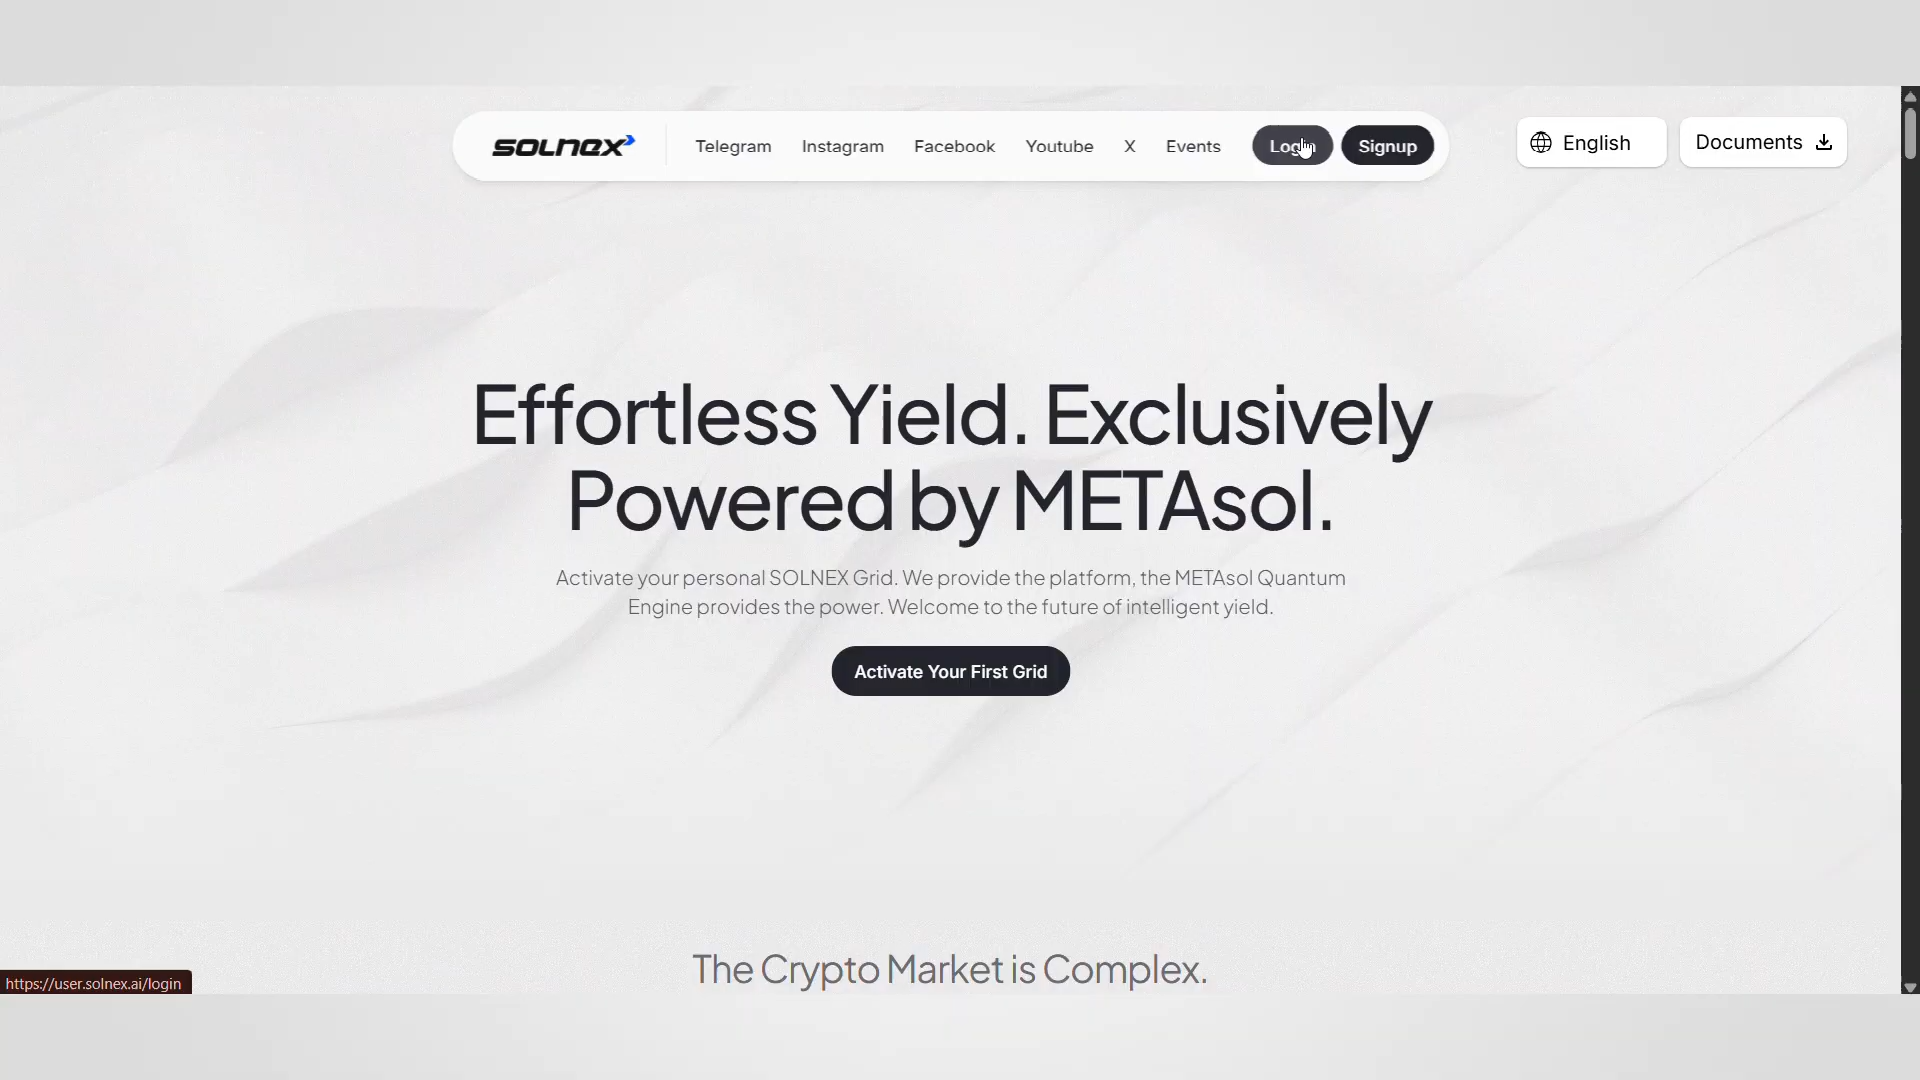 SOLNEX
Telegram
Instagram
Facebook
Youtube
X
Events
Login
Signup
English
Documents
Effortless Yield. Exclusively
Powered by METAsol.
Activate your personal SOLNEX Grid. We provide the platform, the METAsol Quantum
Engine provides the power. Welcome to the future of intelligent yield.
Activate Your First Grid
The Crypto Market is Complex.
https://user.solnex.ai/login